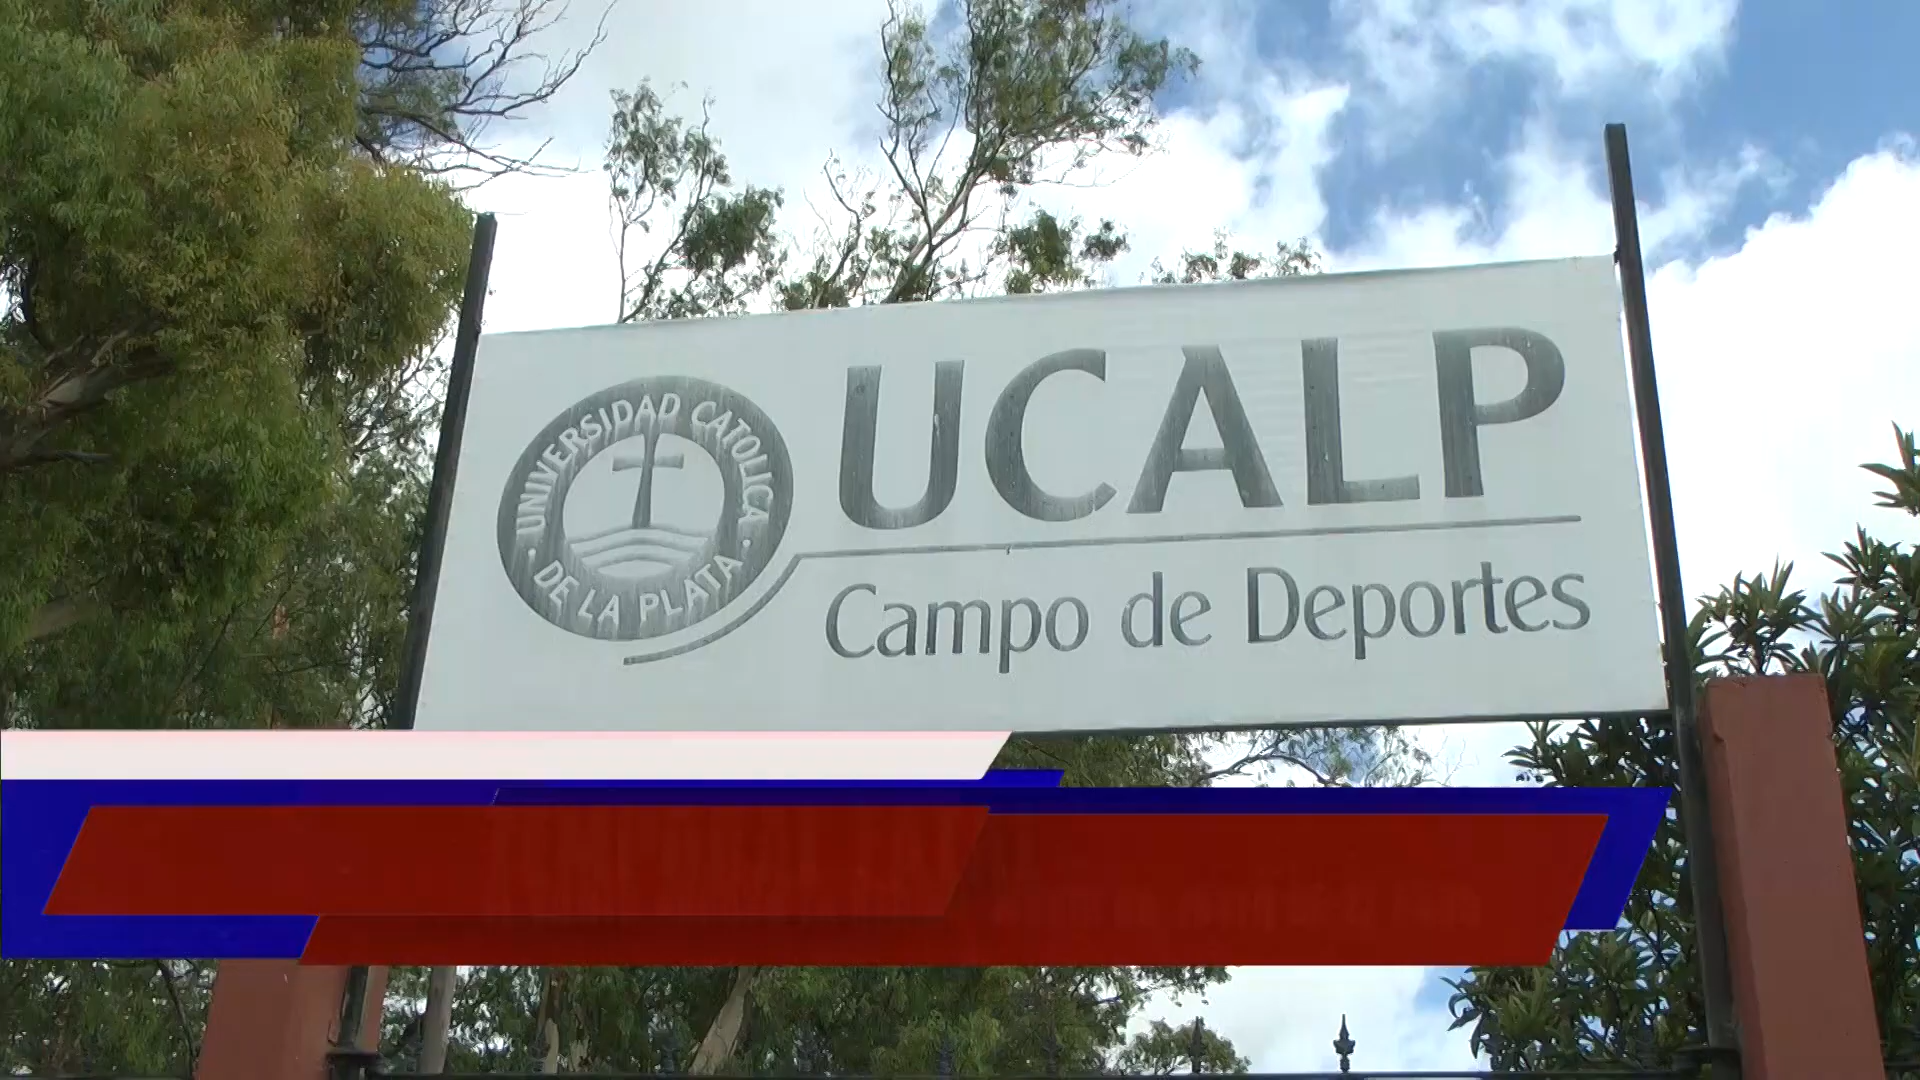 UNIVERSIDAD CATOLICA
DE LA PLATA
UCALP
Campo de Deportes